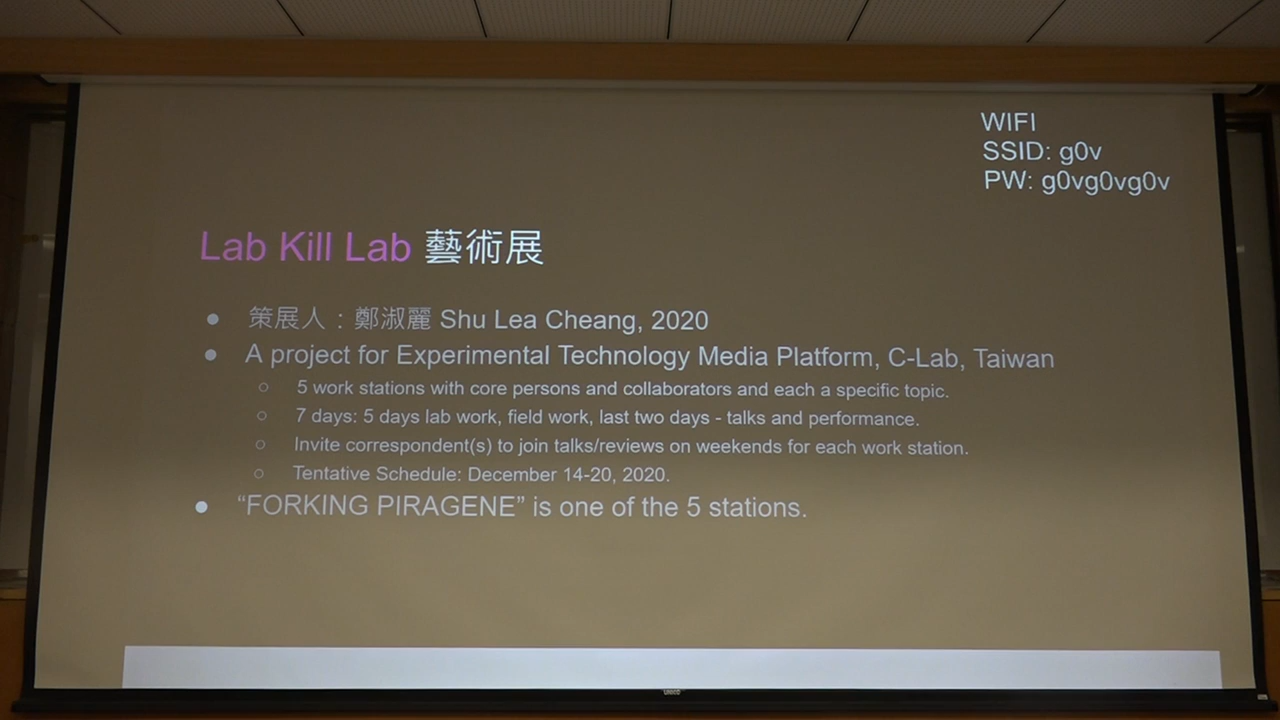 WIFI
SSID: g0v
PW: g0vg0vg0v
Lab Kill Lab 藝術展
● 策展人：鄭淑麗 Shu Lea Cheang, 2020
● A project for Experimental Technology Media Platform, C-Lab, Taiwan
○ 5 work stations with core persons and collaborators and each a specific topic.
○ 7 days: 5 days lab work, field work, last two days - talks and performance.
○ Invite correspondent(s) to join talks/reviews on weekends for each work station.
○ Tentative Schedule: December 14-20, 2020.
● “FORKING PIRAGENE” is one of the 5 stations.